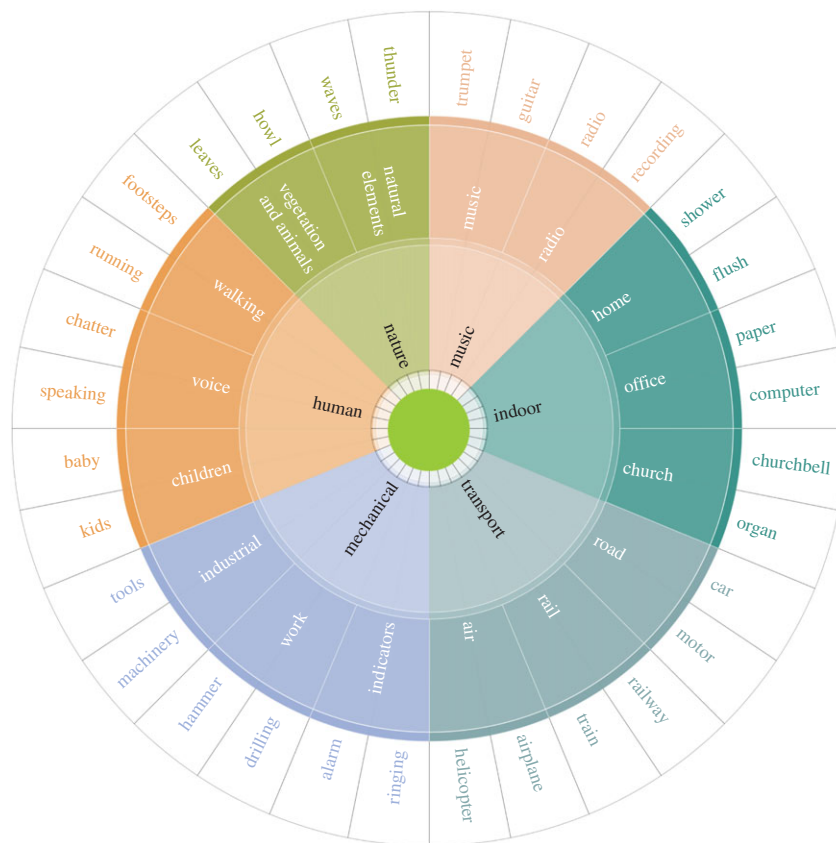 trumpet
guitar
radio
recording
shower
flush
paper
computer
churchbell
organ
car
motor
railway
train
airplane
helicopter
ringing
alarm
drilling
hammer
machinery
tools
kids
baby
speaking
chatter
running
footsteps
leaves
howl
waves
thunder
music
radio
home
office
church
road
rail
air
indicators
work
industrial
children
voice
walking
vegetation
and animals
natural
elements
music
indoor
transport
mechanical
human
nature